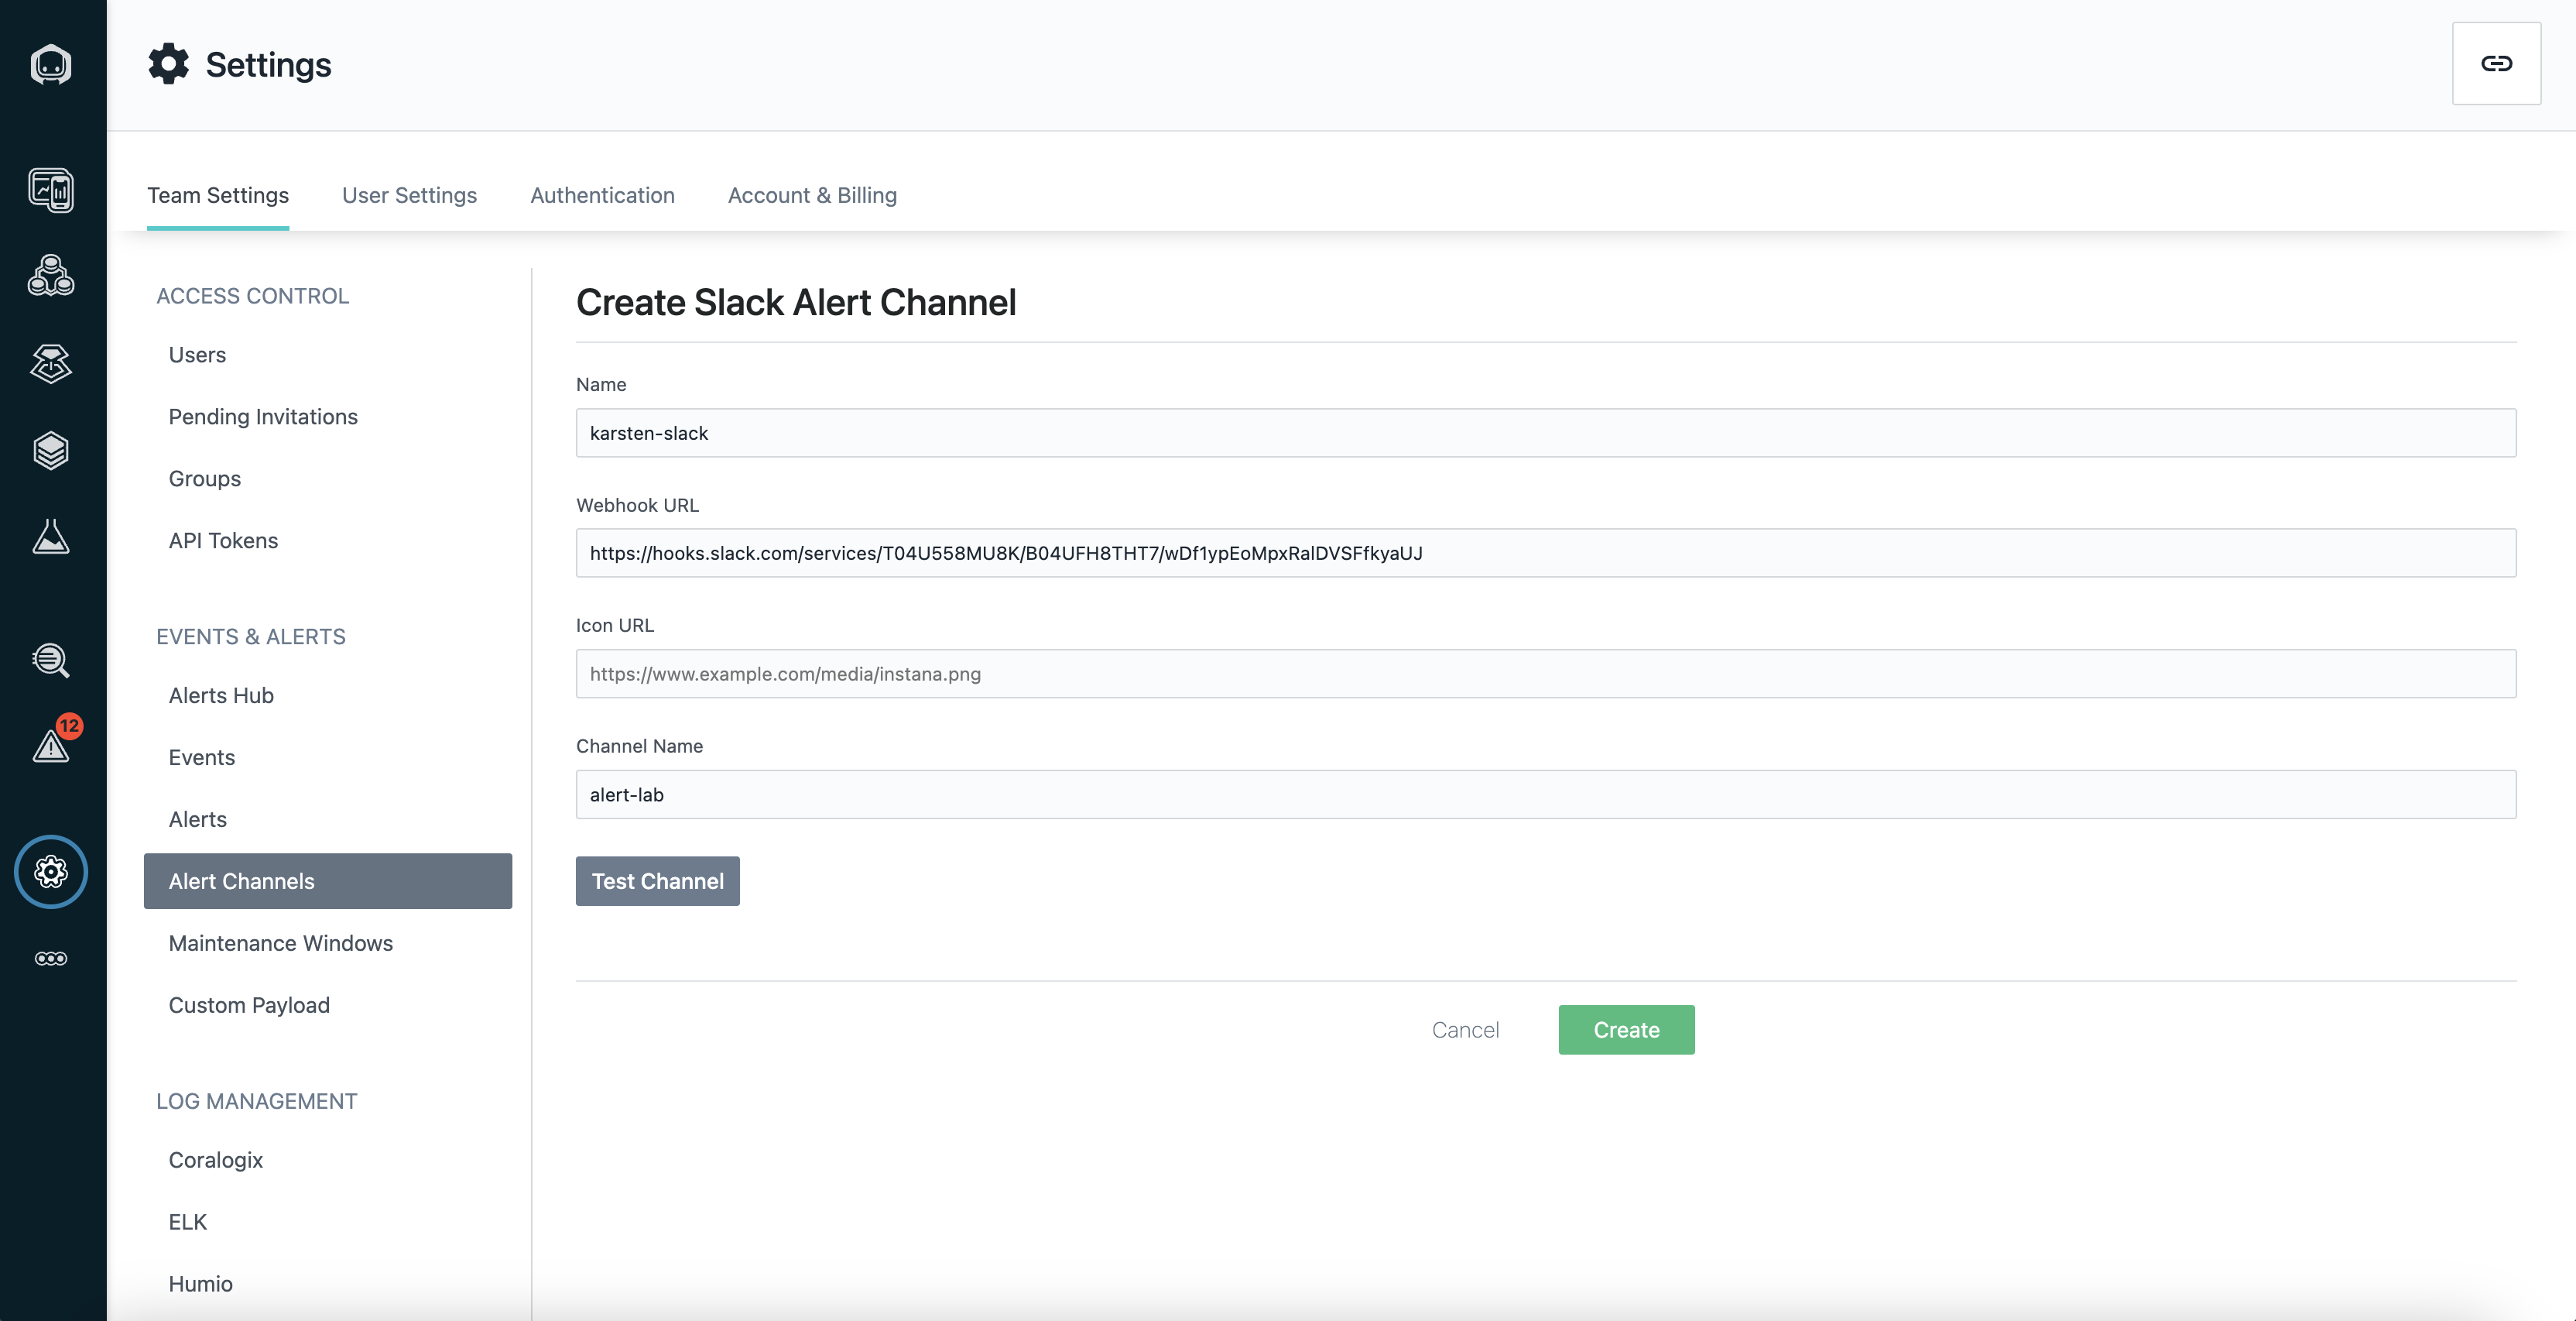 Settings
Team Settings
User Settings
Authentication
Account & Billing
ACCESS CONTROL
Users
Pending Invitations
Groups
API Tokens
EVENTS & ALERTS
Alerts Hub
Events
Alerts
Alert Channels
Maintenance Windows
Custom Payload
LOG MANAGEMENT
Coralogix
ELK
Humio
12
Create Slack Alert Channel
Name
karsten-slack
Webhook URL
https://hooks.slack.com/services/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
Icon URL
https://www.example.com/media/instana.png
Channel Name
alert-lab
Test Channel
Cancel
Create